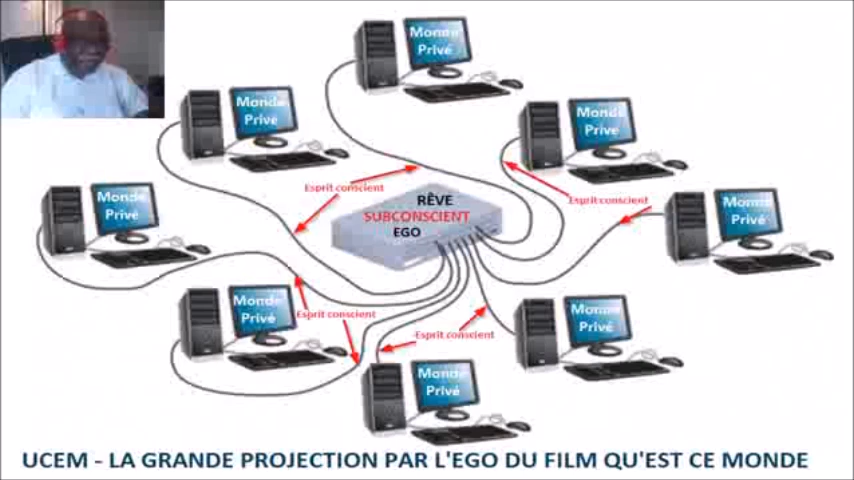 Monde
Privé
Monde
Privé
Monde
Privé
Esprit conscient
RÊVE
SUBCONSCIENT
EGO
Esprit conscient
Monde
Privé
Monde
Privé
Monde
Privé
Esprit conscient
Esprit conscient
Monde
Privé
Monde
Privé
UCEM - LA GRANDE PROJECTION PAR L'EGO DU FILM QU'EST CE MONDE